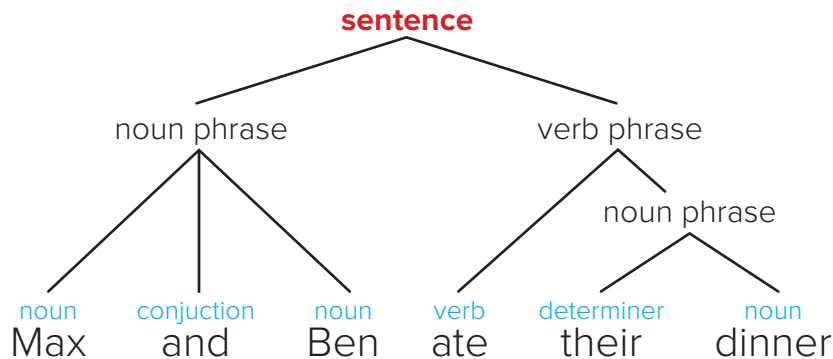 sentence
noun phrase verb phrase
noun phrase
noun conjuction noun verb determiner noun
Max and Ben ate their dinner